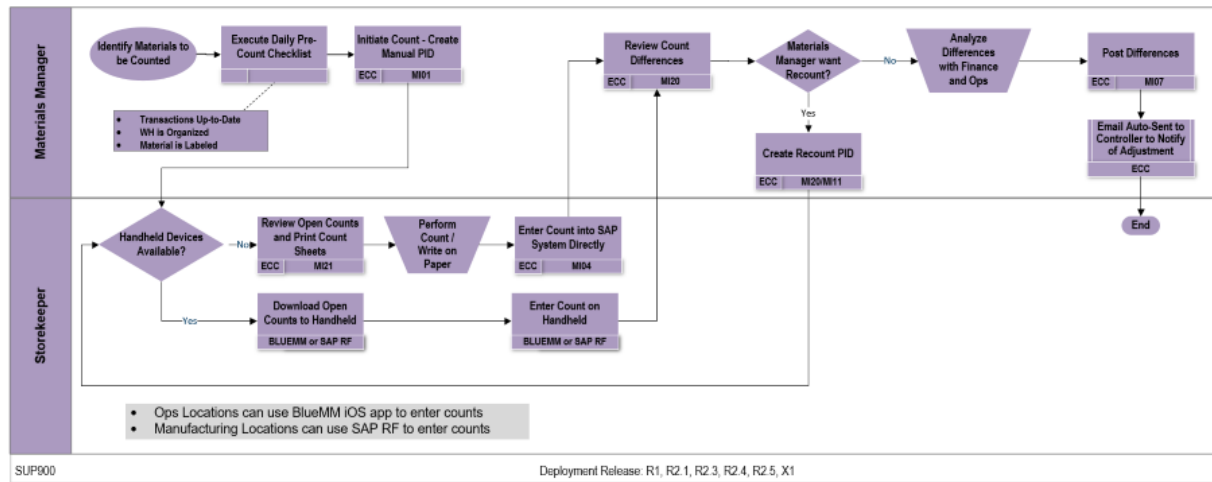 Materials Manager
Identify Materials to
be Counted
Execute Daily Pre-
Count Checklist
Initiate Count - Create
Manual PID
ECC MI01
• Transactions Up-to-Date
• WH is Organized
• Material is Labeled
Review Count
Differences
ECC MI20
Materials
Manager want
Recount?
No
Yes
Analyze
Differences
with Finance
and Ops
Post Differences
ECC MI07
Create Recount PID
ECC MI20/MI11
Email Auto-Sent to
Controller to Notify
of Adjustment
ECC
End
Storekeeper
Handheld Devices
Available?
No
Review Open Counts
and Print Count
Sheets
ECC MI21
Perform
Count /
Write on
Paper
Enter Count into SAP
System Directly
ECC MI04
Yes
Download Open
Counts to Handheld
BLUEMM or SAP RF
Enter Count on
Handheld
BLUEMM or SAP RF
• Ops Locations can use BlueMM iOS app to enter counts
• Manufacturing Locations can use SAP RF to enter counts
SUP900
Deployment Release: R1, R2.1, R2.3, R2.4, R2.5, X1